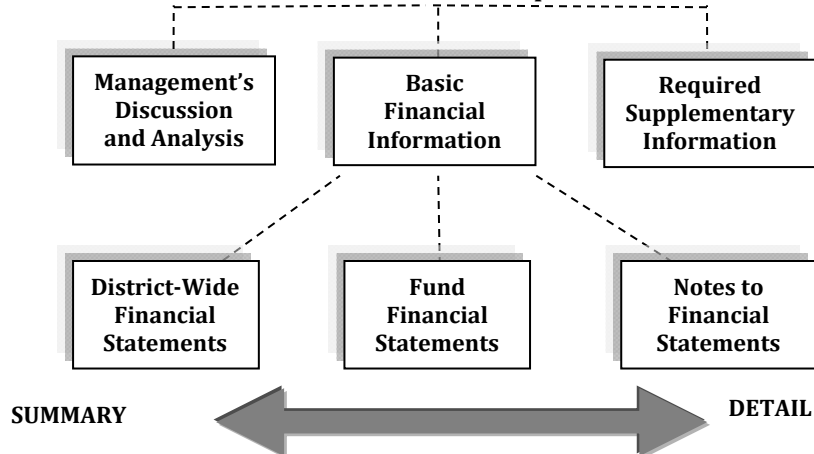 Management’s
Discussion
and Analysis
Basic
Financial
Information
Required
Supplementary
Information
District-Wide
Financial
Statements
Fund
Financial
Statements
Notes to
Financial
Statements
SUMMARY
DETAIL